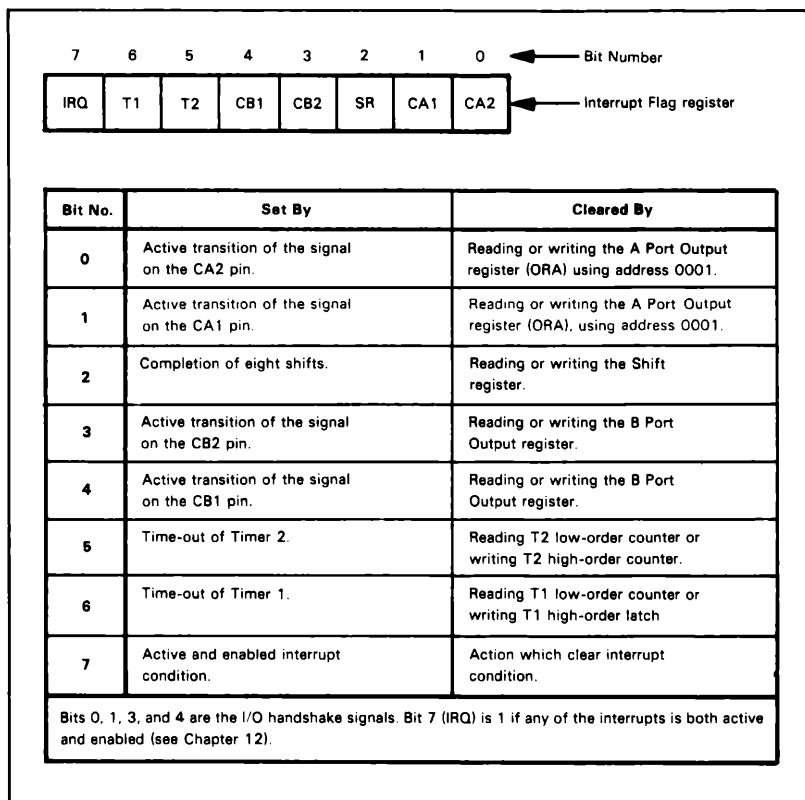 7 6 5 4 3 2 1 0 Bit Number
IRQ T1 T2 CB1 CB2 SR CA1 CA2 Interrupt Flag register
Bit No. Set By Cleared By
0 Active transition of the signal Reading or writing the A Port Output
on the CA2 pin. register (ORA) using address 0001.
1 Active transition of the signal Reading or writing the A Port Output
on the CA1 pin. register (ORA), using address 0001.
2 Completion of eight shifts. Reading or writing the Shift
register.
3 Active transition of the signal Reading or writing the B Port
on the CB2 pin. Output register.
4 Active transition of the signal Reading or writing the B Port
on the CB1 pin. Output register.
5 Time-out of Timer 2. Reading T2 low-order counter or
writing T2 high-order counter.
6 Time-out of Timer 1. Reading T1 low-order counter or
writing T1 high-order latch
7 Active and enabled interrupt Action which clear interrupt
condition. condition.
Bits 0, 1, 3, and 4 are the I/O handshake signals. Bit 7 (IRQ) is 1 if any of the interrupts is both active
and enabled (see Chapter 12).